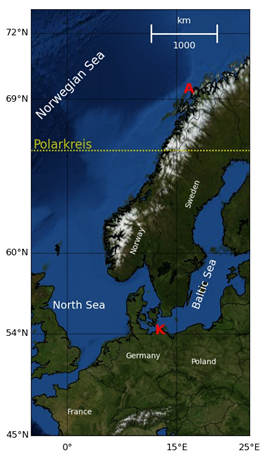 km
1000
72°N
Norwegian Sea
A
69°N
Polarkreis
Sweden
Norway
60°N
Baltic Sea
North Sea
54°N
K
Germany
Poland
France
45°N
0°
15°E
25°E